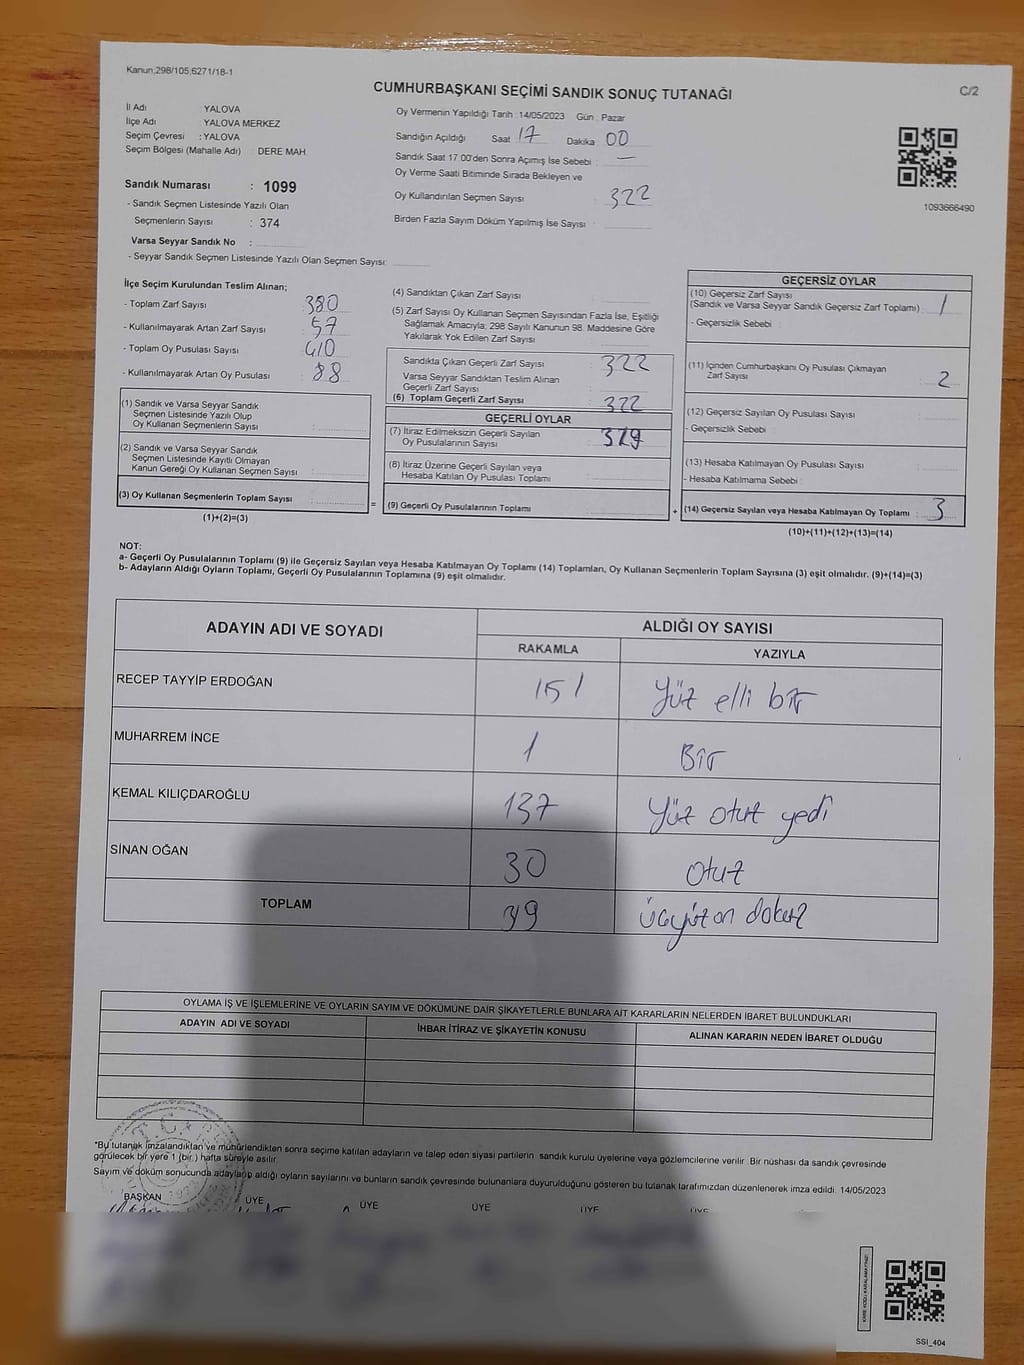 Kanun;298/105,6271/18-1
CUMHURBAŞKANI SEÇİMİ SANDIK SONUÇ TUTANAĞI
C/2
İl Adı : YALOVA
İlçe Adı : YALOVA MERKEZ
Seçim Çevresi : YALOVA
Seçim Bölgesi (Mahalle Adı) DERE MAH.
Oy Vermenin Yapıldığı Tarih :14/05/2023 Gün : Pazar
Sandığın Açıldığı Saat 17 Dakika 00
Sandık Saat 17:00'den Sonra Açımış İse Sebebi : —
Oy Verme Saati Bitiminde Sırada Bekleyen ve
Oy Kullandırılan Seçmen Sayısı : 322
Birden Fazla Sayım Döküm Yapılmış İse Sayısı :
1093666490
Sandık Numarası : 1099
- Sandık Seçmen Listesinde Yazılı Olan
Seçmenlerin Sayısı : 374
Varsa Seyyar Sandık No :
- Seyyar Sandık Seçmen Listesinde Yazılı Olan Seçmen Sayısı:
İlçe Seçim Kurulundan Teslim Alınan;
- Toplam Zarf Sayısı : 380
- Kullanılmayarak Artan Zarf Sayısı : 57
- Toplam Oy Pusulası Sayısı : 410
- Kullanılmayarak Artan Oy Pusulası : 88
(1) Sandık ve Varsa Seyyar Sandık
Seçmen Listesinde Yazılı Olup
Oy Kullanan Seçmenlerin Sayısı :
(2) Sandık ve Varsa Seyyar Sandık
Seçmen Listesinde Kayıtlı Olmayan
Kanun Gereği Oy Kullanan Seçmen Sayısı :
(3) Oy Kullanan Seçmenlerin Toplam Sayısı :
(1)+(2)=(3)
=
(4) Sandıktan Çıkan Zarf Sayısı :
(5) Zarf Sayısı Oy Kullanan Seçmen Sayısından Fazla İse, Eşitliği
Sağlamak Amacıyla; 298 Sayılı Kanunun 98. Maddesine Göre
Yakılarak Yok Edilen Zarf Sayısı :
Sandıkta Çıkan Geçerli Zarf Sayısı : 322
Varsa Seyyar Sandıktan Teslim Alınan
Geçerli Zarf Sayısı :
(6) Toplam Geçerli Zarf Sayısı : 322
GEÇERLİ OYLAR
(7) İtiraz Edilmeksizin Geçerli Sayılan
Oy Pusulalarının Sayısı : 319
(8) İtiraz Üzerine Geçerli Sayılan veya
Hesaba Katılan Oy Pusulası Toplamı :
(9) Geçerli Oy Pusulalarının Toplamı :
+
GEÇERSİZ OYLAR
(10) Geçersiz Zarf Sayısı
(Sandık ve Varsa Seyyar Sandık Geçersiz Zarf Toplamı) : 1
- Geçersizlik Sebebi :
(11) İçinden Cumhurbaşkanı Oy Pusulası Çıkmayan
Zarf Sayısı : 2
(12) Geçersiz Sayılan Oy Pusulası Sayısı :
- Geçersizlik Sebebi :
(13) Hesaba Katılmayan Oy Pusulası Sayısı :
- Hesaba Katılmama Sebebi :
(14) Geçersiz Sayılan veya Hesaba Katılmayan Oy Toplamı : 3
(10)+(11)+(12)+(13)=(14)
NOT:
a- Geçerli Oy Pusulalarının Toplamı (9) ile Geçersiz Sayılan veya Hesaba Katılmayan Oy Toplamı (14) Toplamları, Oy Kullanan Seçmenlerin Toplam Sayısına (3) eşit olmalıdır. (9)+(14)=(3)
b- Adayların Aldığı Oyların Toplamı, Geçerli Oy Pusulalarının Toplamına (9) eşit olmalıdır.
ADAYIN ADI VE SOYADI
ALDIĞI OY SAYISI
RAKAMLA YAZIYLA
RECEP TAYYİP ERDOĞAN 151 Yüz elli bir
MUHARREM İNCE 1 Bir
KEMAL KILIÇDAROĞLU 137 Yüz otuz yedi
SİNAN OĞAN 30 Otuz
TOPLAM 319 Üçyüz on dokuz
OYLAMA İŞ VE İŞLEMLERİNE VE OYLARIN SAYIM VE DÖKÜMÜNE DAİR ŞİKAYETLERLE BUNLARA AİT KARARLARIN NELERDEN İBARET BULUNDUKLARI
ADAYIN ADI VE SOYADI İHBAR İTİRAZ VE ŞİKAYETİN KONUSU ALINAN KARARIN NEDEN İBARET OLDUĞU
*Bu tutanak imzalandıktan ve mühürlendikten sonra seçime katılan adayların ve talep eden siyasi partilerin sandık kurulu üyelerine veya gözlemcilerine verilir. Bir nüshası da sandık çevresinde
görülecek bir yere 1 (bir ) hafta süreyle asılır.
Sayım ve döküm sonucunda adayların aldığı oyların sayılarını ve bunların sandık çevresinde bulunanlara duyurulduğunu gösteren bu tutanak tarafımızdan düzenlenerek imza edildi. 14/05/2023
BAŞKAN ÜYE ÜYE ÜYE ÜYE ÜYE
SSI_404